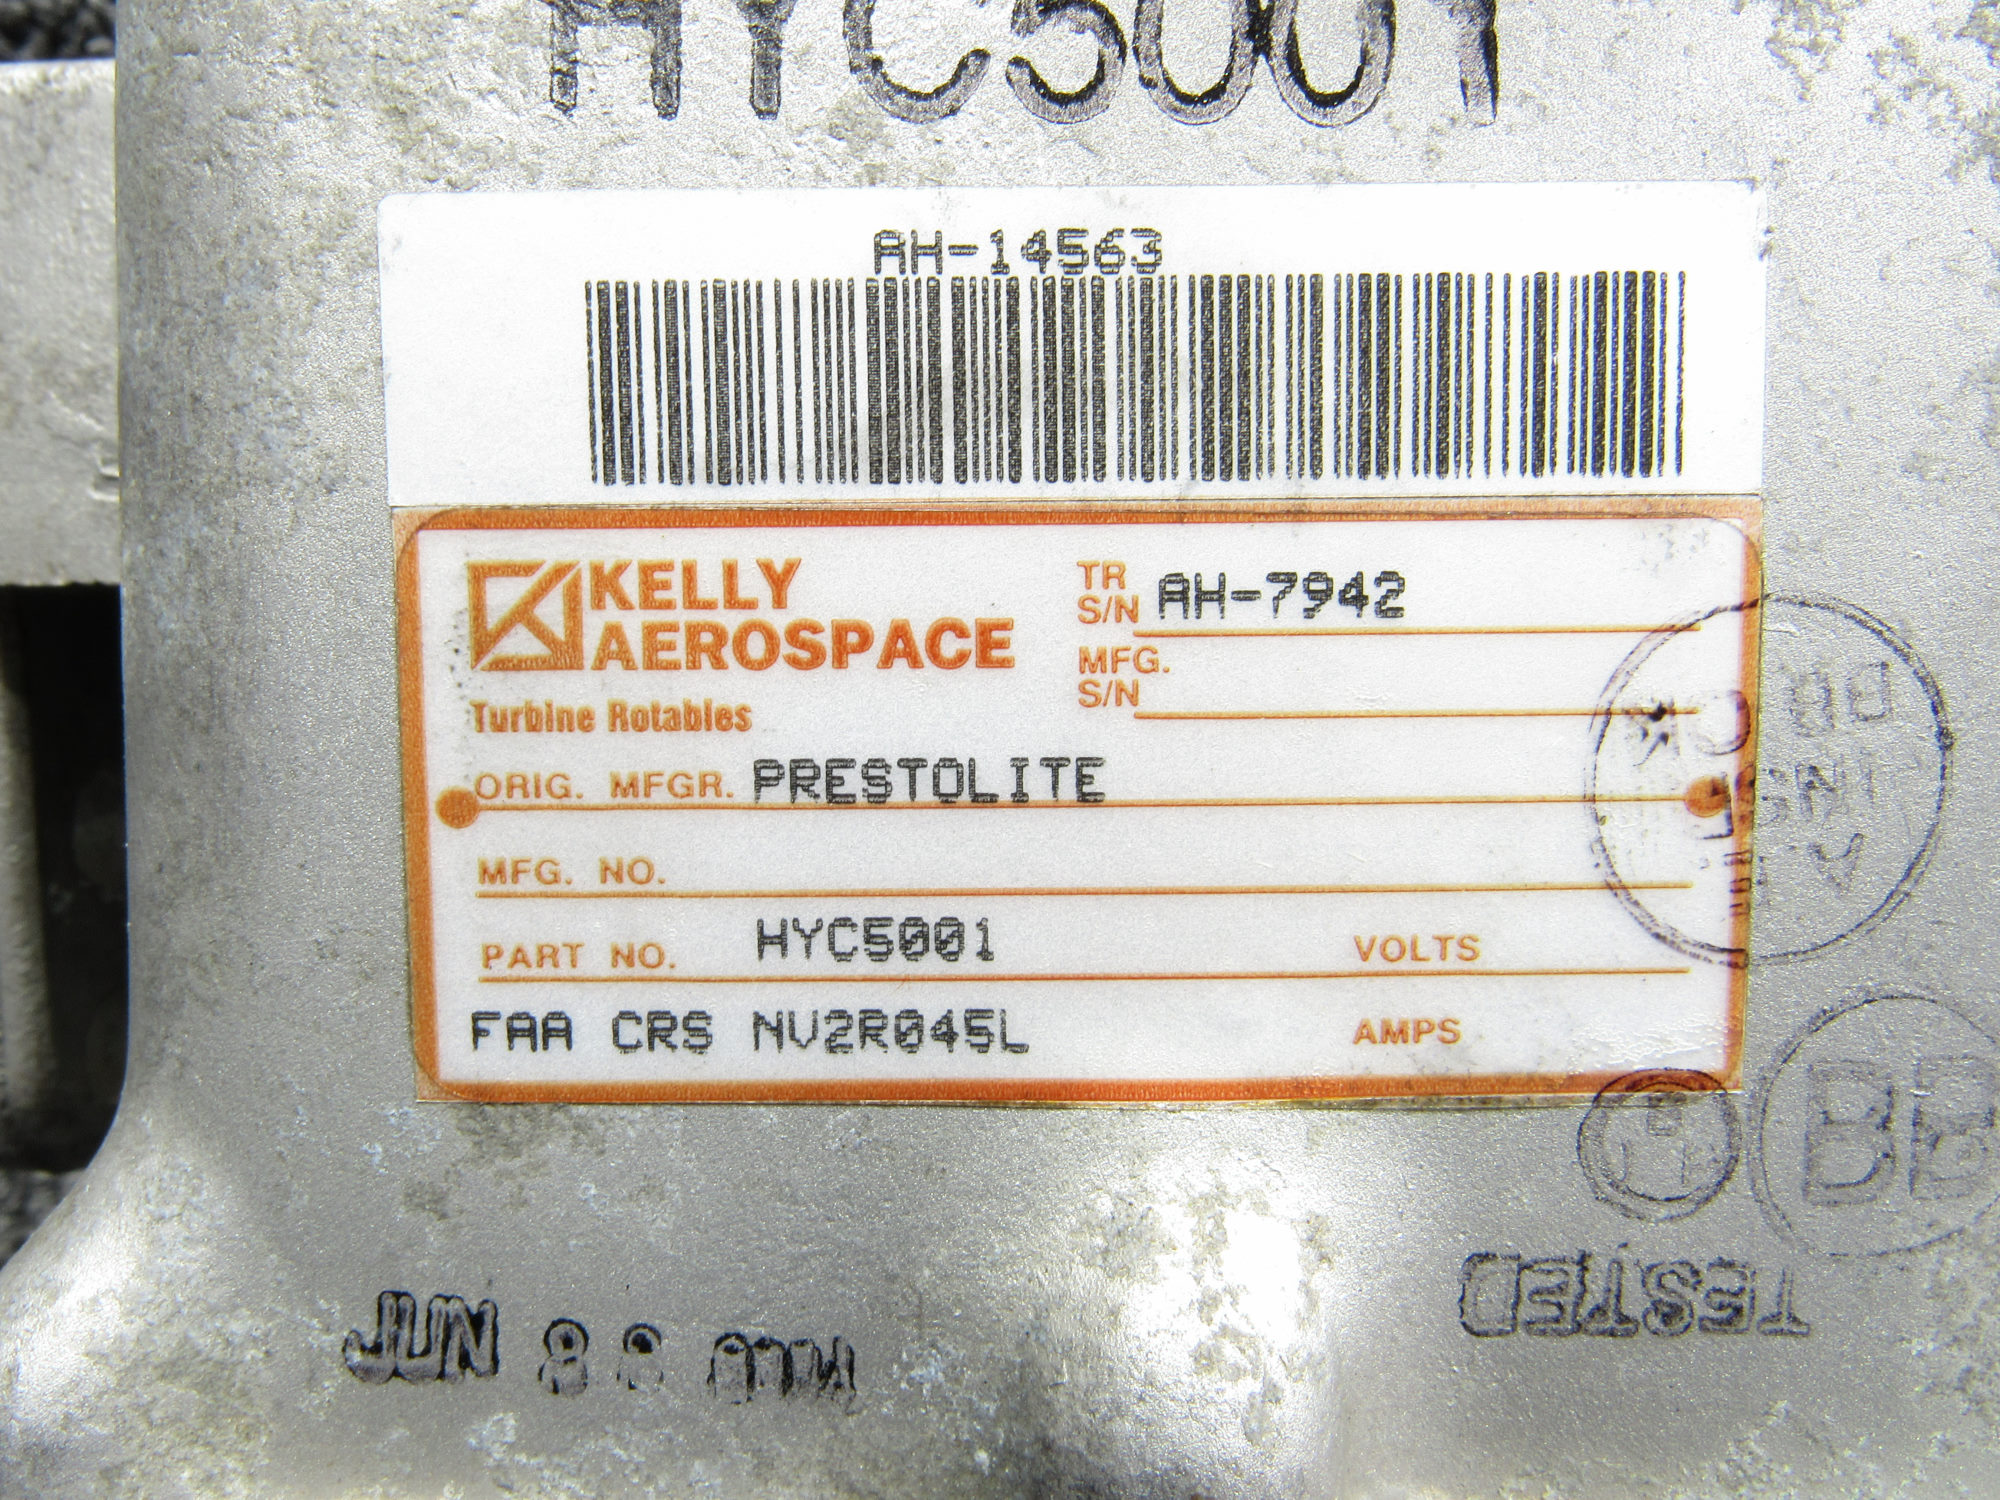 HYC5001
AH-14563
KELLY
AEROSPACE
Turbine Rotables
TR
S/N AH-7942
MFG.
S/N
ORIG. MFGR. PRESTOLITE
MFG. NO.
PART NO. HYC5001 VOLTS
FAA CRS NV2R045L AMPS
BB
TESTED
JUN